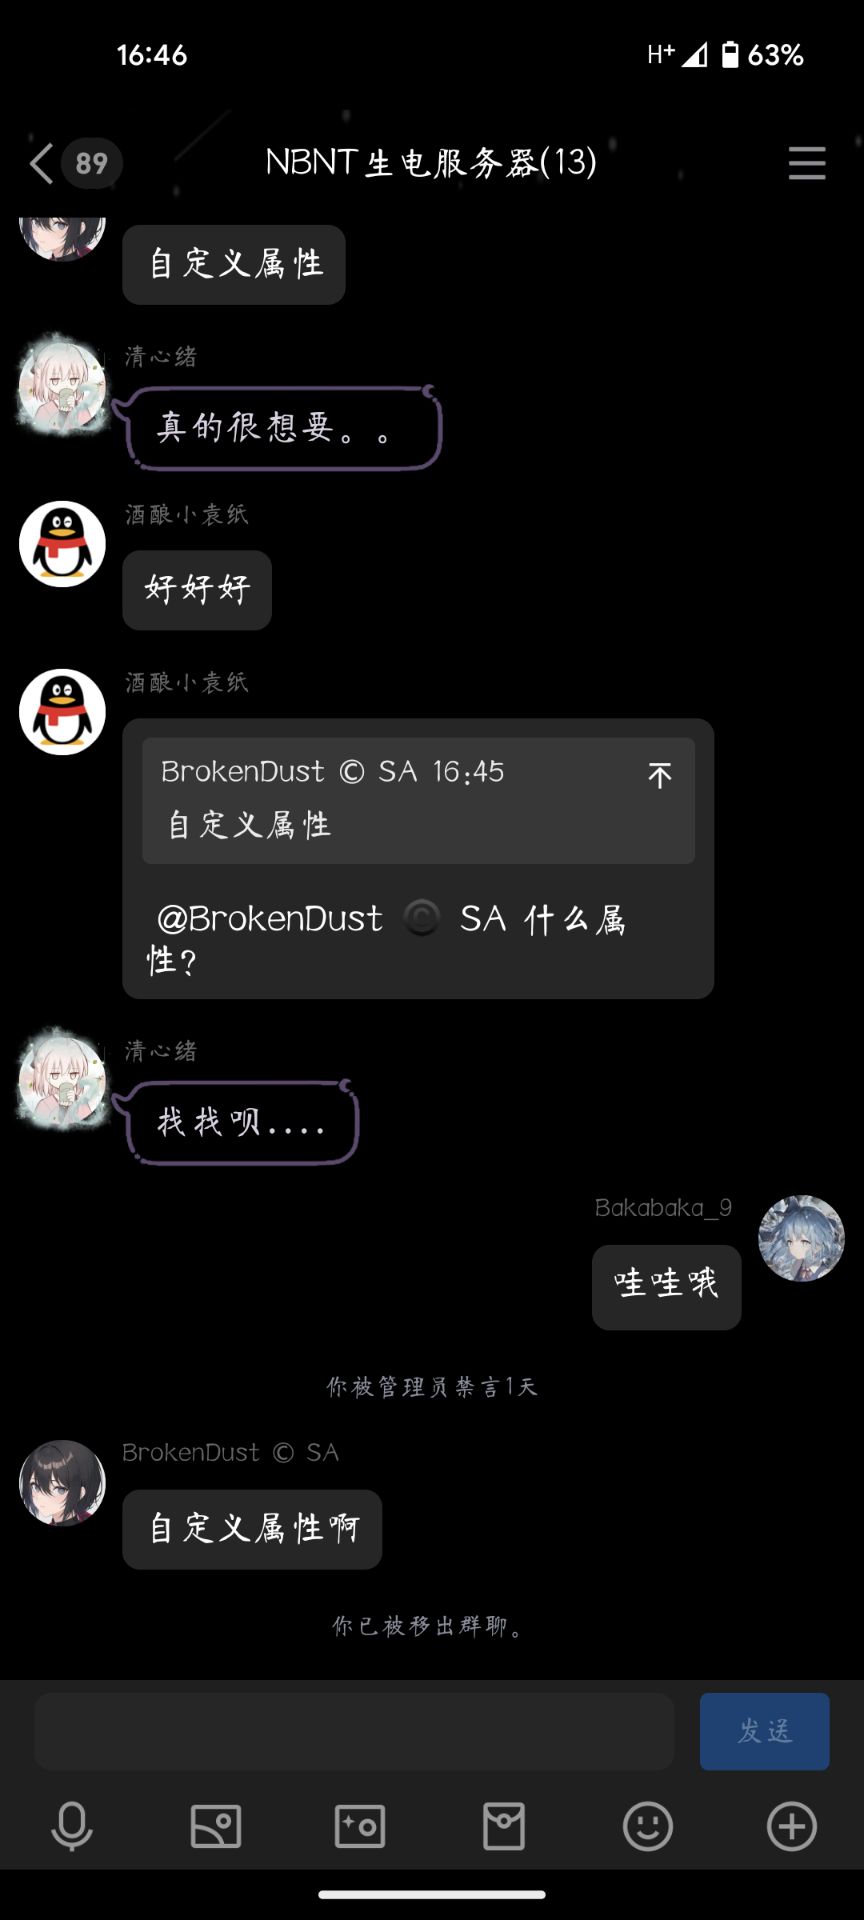 16:46
H+ 63%
89
NBNT生电服务器(13)
自定义属性
清心绪
真的很想要。。
酒酿小袁纸
好好好
酒酿小袁纸
BrokenDust © SA 16:45
自定义属性
@BrokenDust © SA 什么属
性?
清心绪
找找呗....
Bakabaka_9
哇哇哦
你被管理员禁言1天
BrokenDust © SA
自定义属性啊
你已被移出群聊。
发送